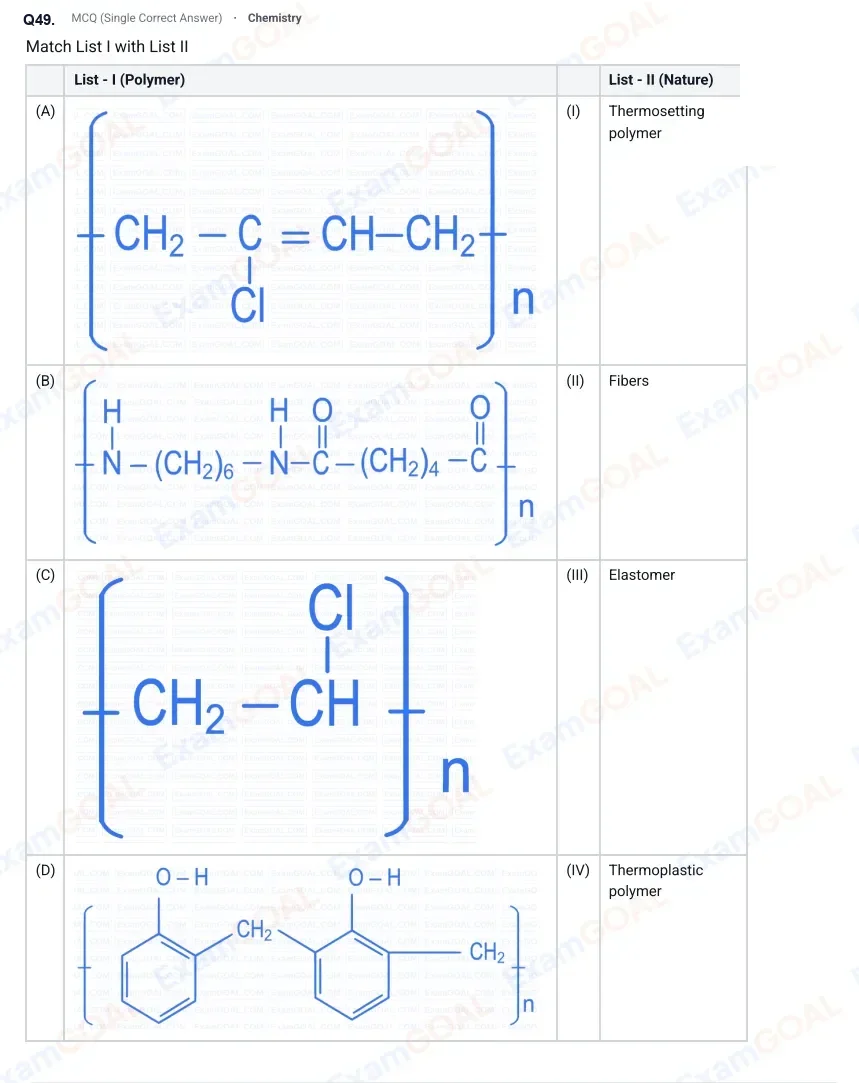 Q49. MCQ (Single Correct Answer) · Chemistry
Match List I with List II
List - I (Polymer) List - II (Nature)
(A) (I) Thermosetting
polymer
CH₂ – C = CH–CH₂
Cl
n
(B) (II) Fibers
H H O O
N – (CH₂)₆ – N–C–(CH₂)₄ –C
n
(C) (III) Elastomer
Cl
CH₂ – CH
n
(D) (IV) Thermoplastic
polymer
O – H O – H
CH₂
CH₂
n
ExamGOAL